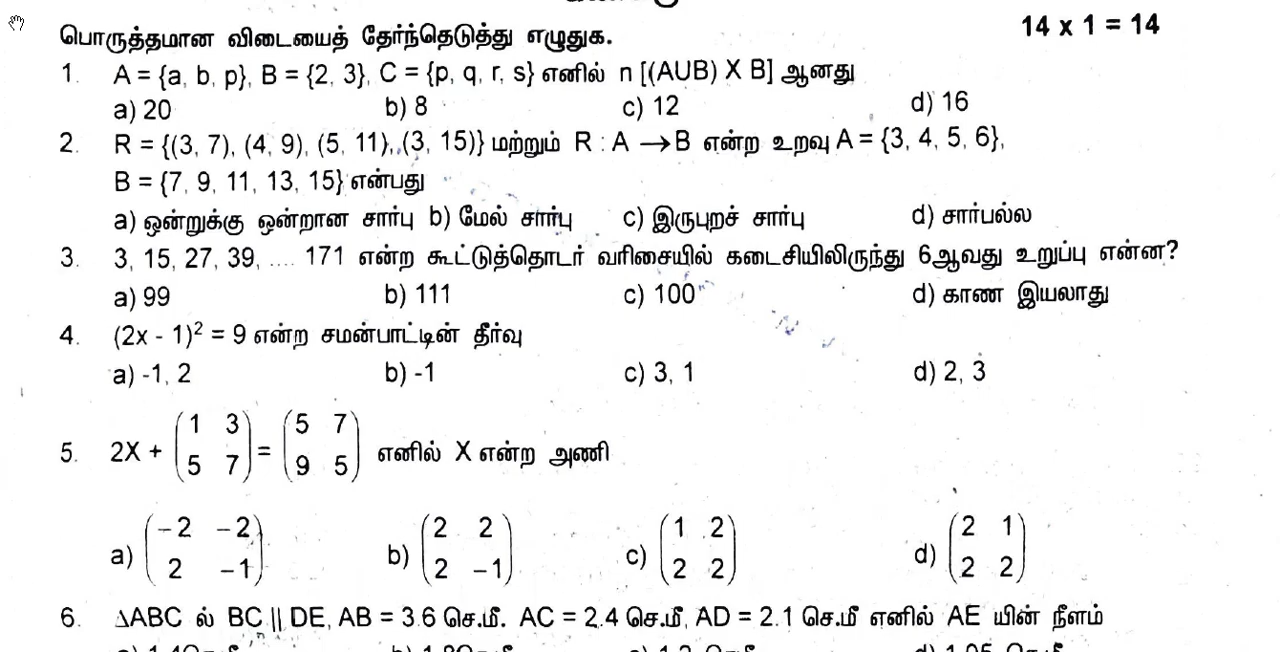 14 x 1 = 14
பொருத்தமான விடையைத் தேர்ந்தெடுத்து எழுதுக.
1. A = {a, b, p}, B = {2, 3}, C = {p, q, r, s} எனில் n [(AUB) X B] ஆனது
a) 20 b) 8 c) 12 d) 16
2. R = {(3, 7), (4, 9), (5, 11), (3, 15)} மற்றும் R : A → B என்ற உறவு A = {3, 4, 5, 6},
B = {7, 9, 11, 13, 15} என்பது
a) ஒன்றுக்கு ஒன்றான சார்பு b) மேல் சார்பு c) இருபுறச் சார்பு d) சார்பல்ல
3. 3, 15, 27, 39, .... 171 என்ற கூட்டுத்தொடர் வரிசையில் கடைசியிலிருந்து 6ஆவது உறுப்பு என்ன?
a) 99 b) 111 c) 100 d) காண இயலாது
4. (2x - 1)² = 9 என்ற சமன்பாட்டின் தீர்வு
a) -1, 2 b) -1 c) 3, 1 d) 2, 3
1 3 5 7
5. 2X + = எனில் X என்ற அணி
5 7 9 5
-2 -2 2 2 1 2 2 1
a) b) c) d)
2 -1 2 -1 2 2 2 2
6. ΔABC ல் BC || DE, AB = 3.6 செ.மீ. AC = 2.4 செ.மீ, AD = 2.1 செ.மீ எனில் AE யின் நீளம்